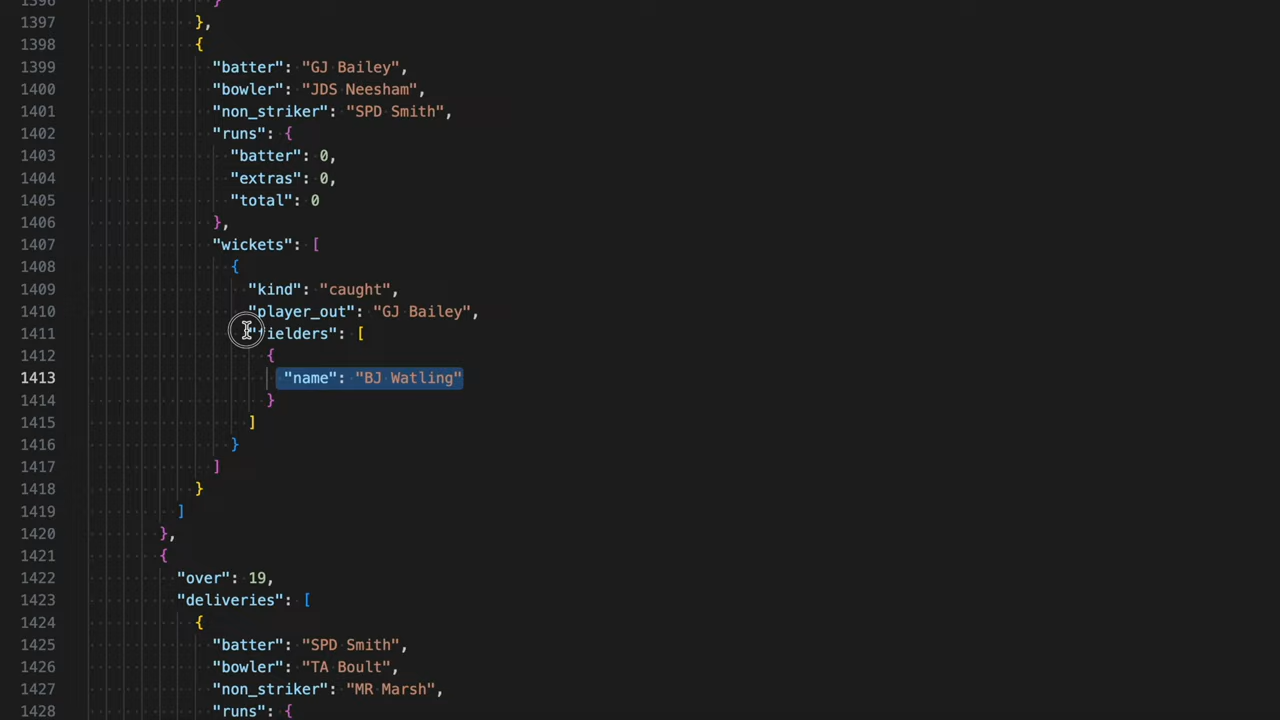 1396 }
1397 },
1398 {
1399 "batter": "GJ Bailey",
1400 "bowler": "JDS Neesham",
1401 "non_striker": "SPD Smith",
1402 "runs": {
1403 "batter": 0,
1404 "extras": 0,
1405 "total": 0
1406 },
1407 "wickets": [
1408 {
1409 "kind": "caught",
1410 "player_out": "GJ Bailey",
1411 "fielders": [
1412 {
1413 "name": "BJ Watling"
1414 }
1415 ]
1416 }
1417 ]
1418 }
1419 ]
1420 },
1421 {
1422 "over": 19,
1423 "deliveries": [
1424 {
1425 "batter": "SPD Smith",
1426 "bowler": "TA Boult",
1427 "non_striker": "MR Marsh",
1428 "runs": {